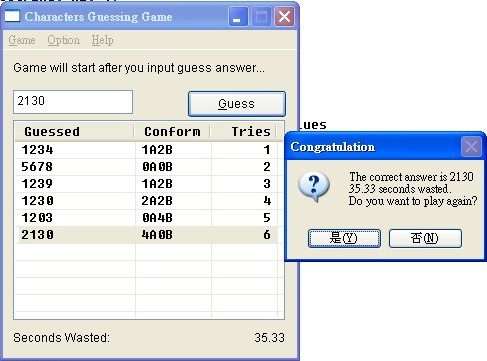 Characters Guessing Game
Game Option Help
Game will start after you input guess answer...
2130
Guess
Guessed Conform Tries
1234 1A2B 1
5678 0A0B 2
1239 1A2B 3
1230 2A2B 4
1203 0A4B 5
2130 4A0B 6
Seconds Wasted: 35.33
Congratulation
The correct answer is 2130
35.33 seconds wasted.
Do you want to play again?
是(Y) 否(N)